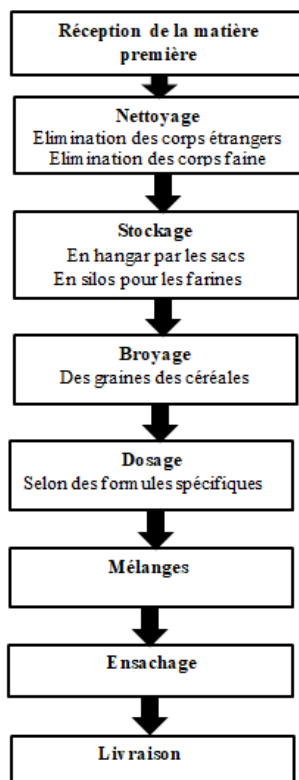 Réception de la matière
première
Nettoyage
Elimination des corps étrangers
Elimination des corps faine
Stockage
En hangar par les sacs
En silos pour les farines
Broyage
Des graines des céréales
Dosage
Selon des formules spécifiques
Mélanges
Ensachage
Livraison